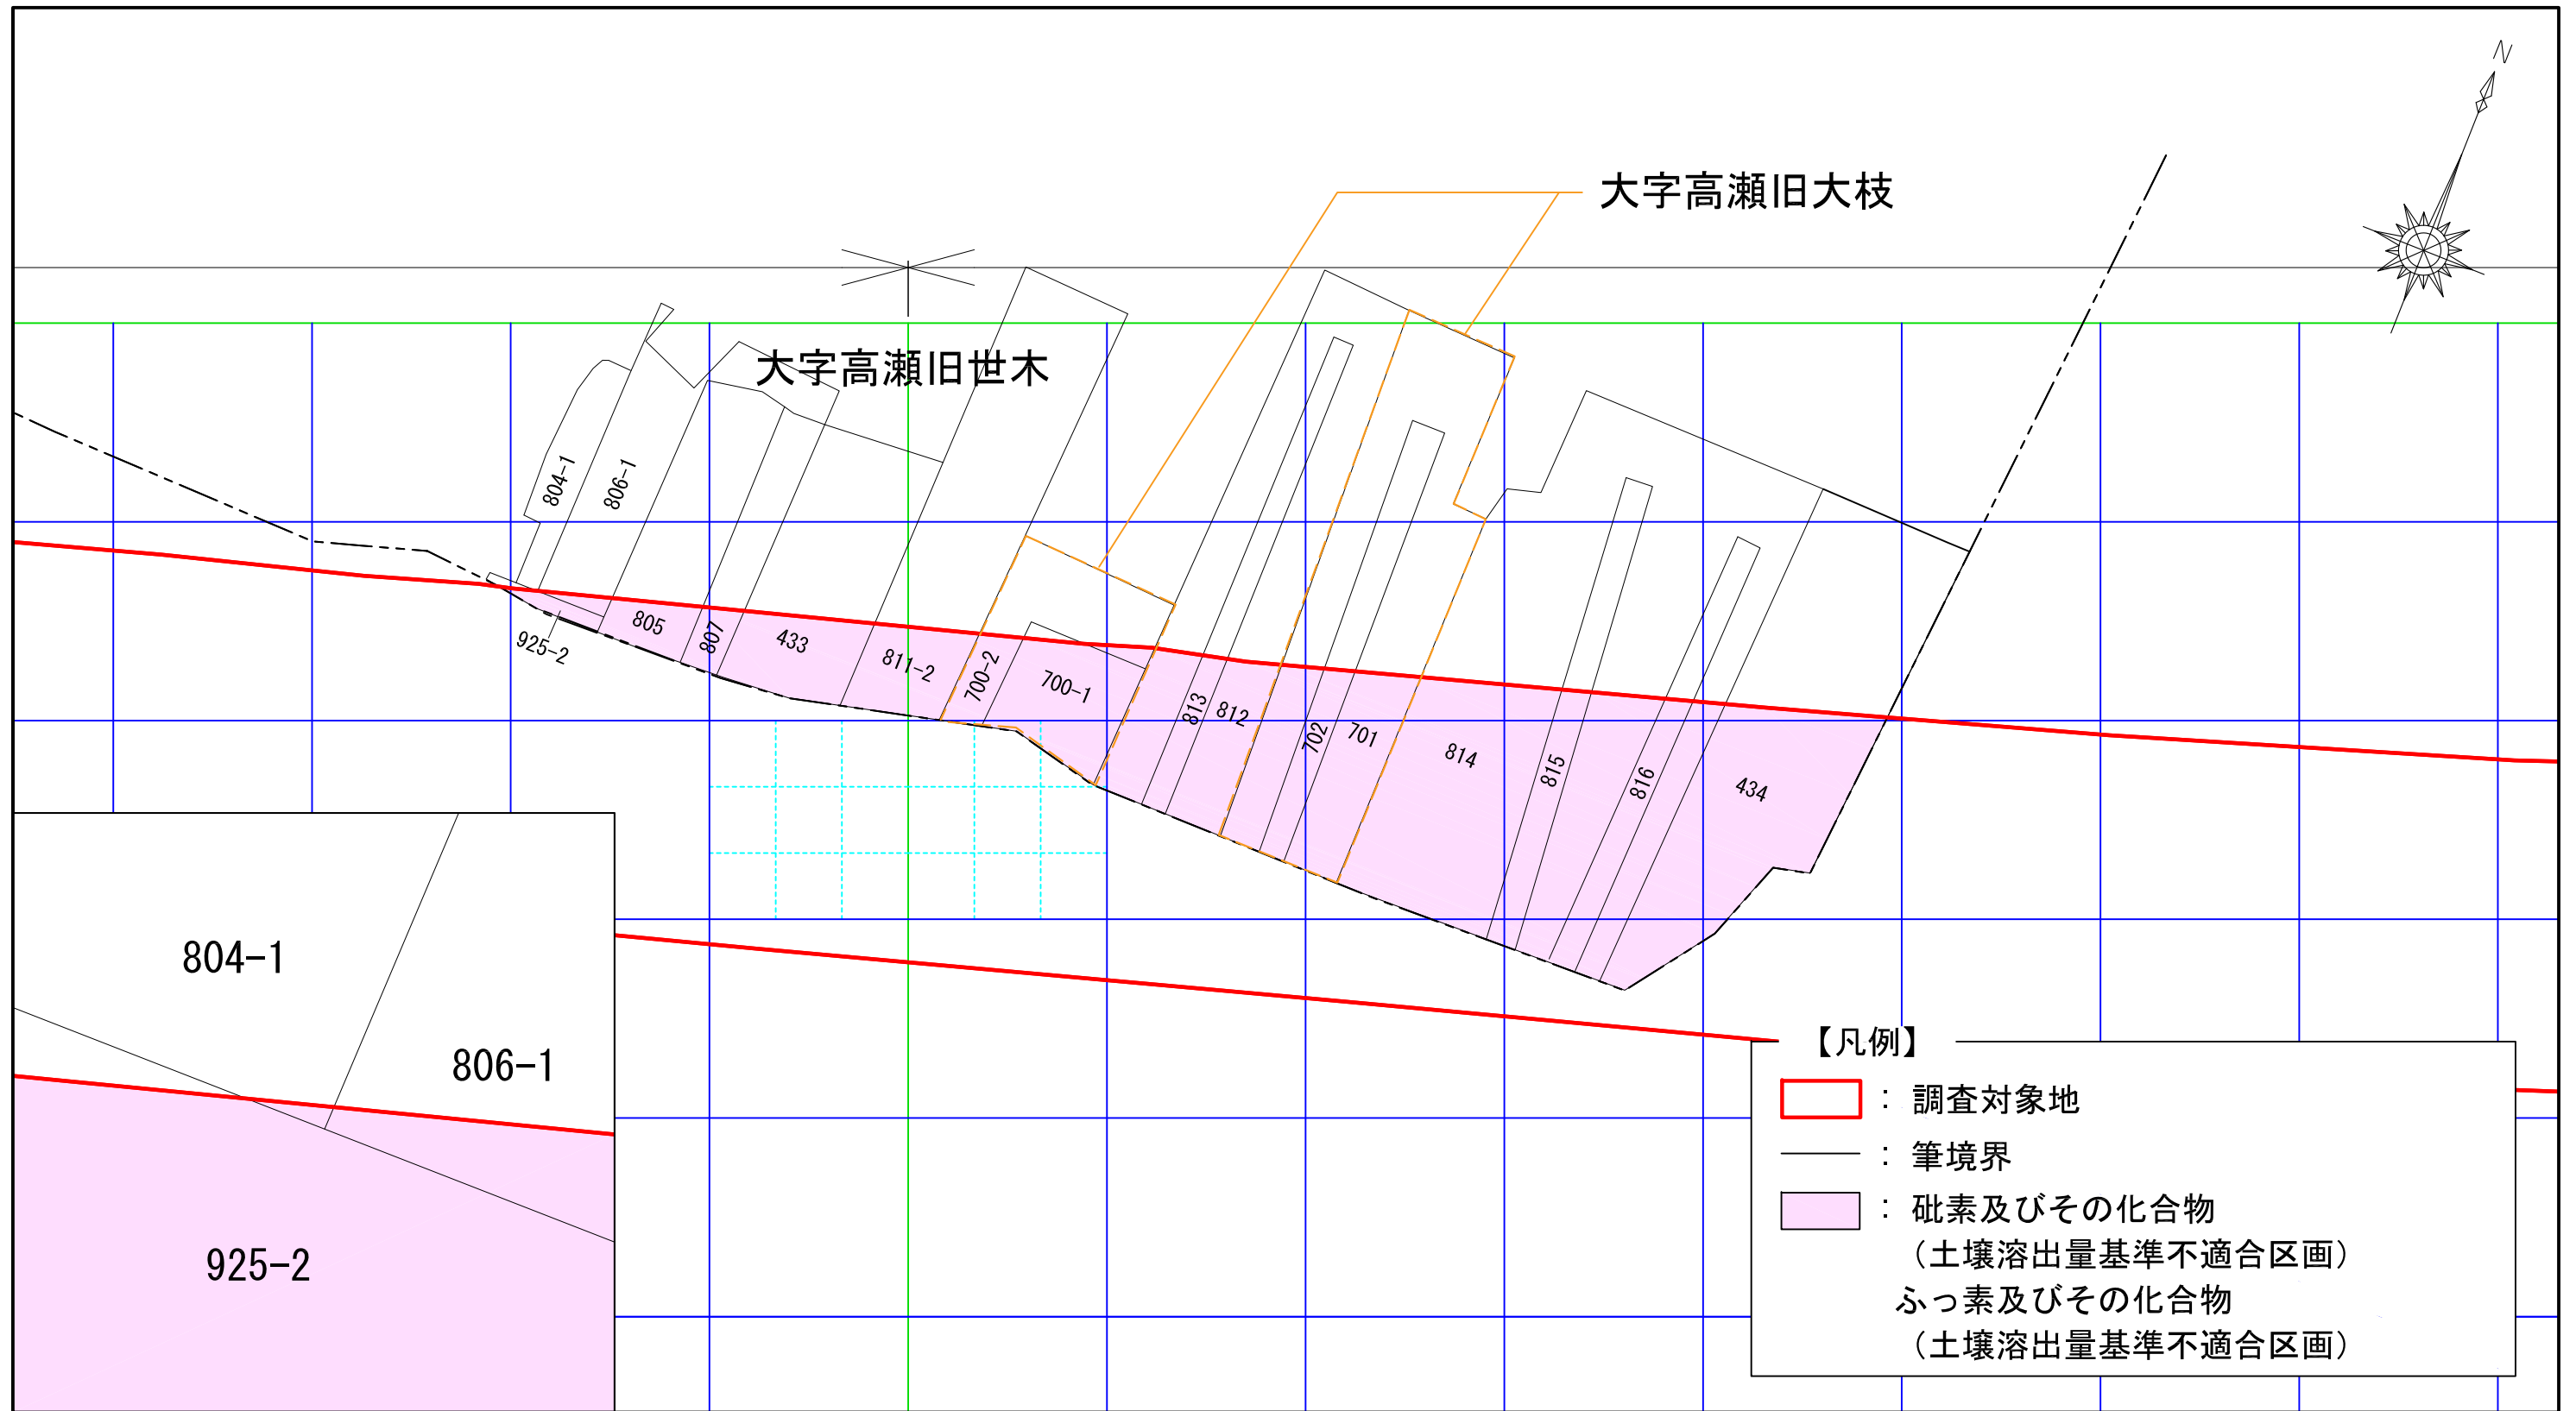 N
大字高瀬旧大枝
大字高瀬旧世木
804-1
806-1
925-2
805
807
433
811-2
700-2
700-1
813
812
702
701
814
815
816
434
804-1
806-1
925-2
【凡例】
：調査対象地
：筆境界
：砒素及びその化合物
（土壌溶出量基準不適合区画）
ふっ素及びその化合物
（土壌溶出量基準不適合区画）